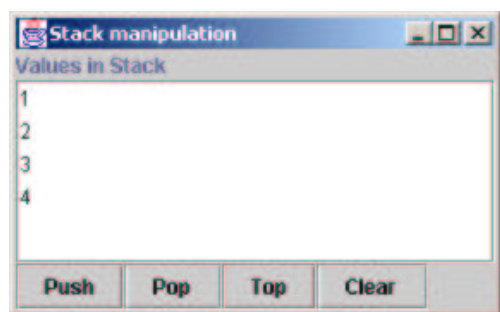 Stack manipulation
Values in Stack
1
2
3
4
Push Pop Top Clear